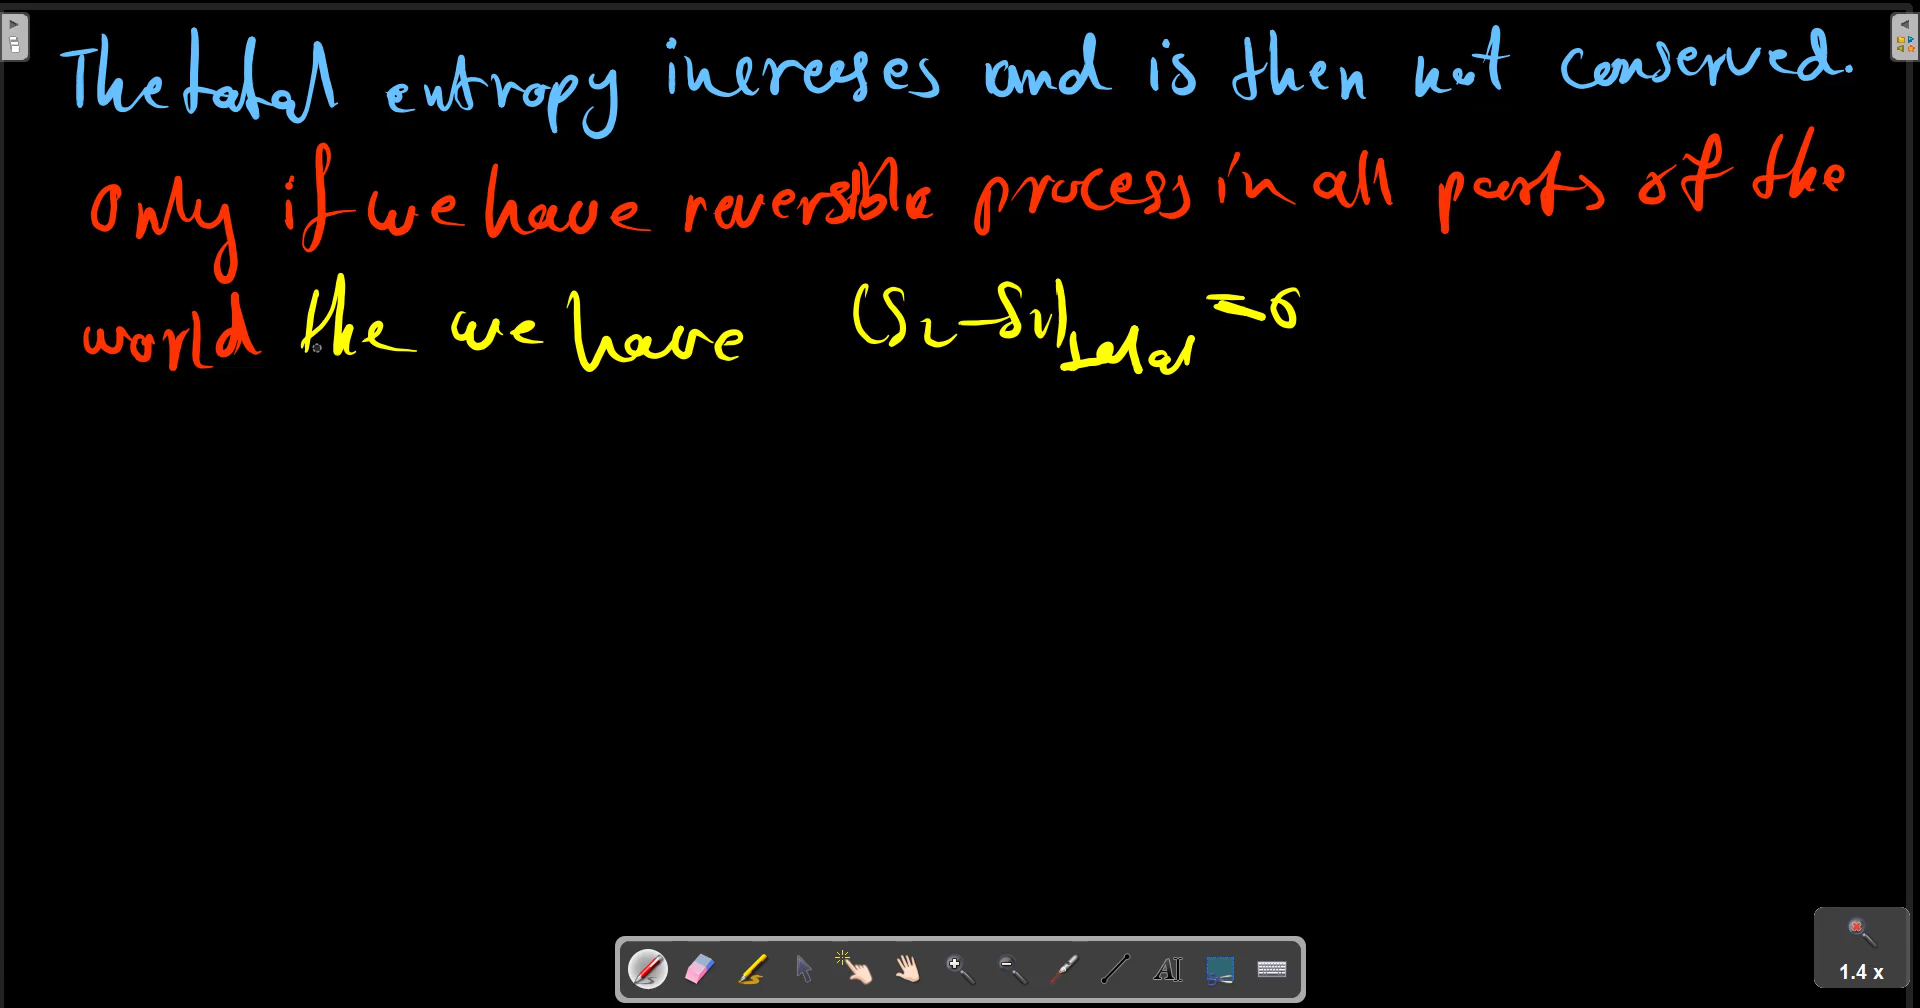 The total entropy increeses and is then not conserved.
only if we have reversible process in all parts of the
world the we have (S₂-S₁)total = 0
1.4 x